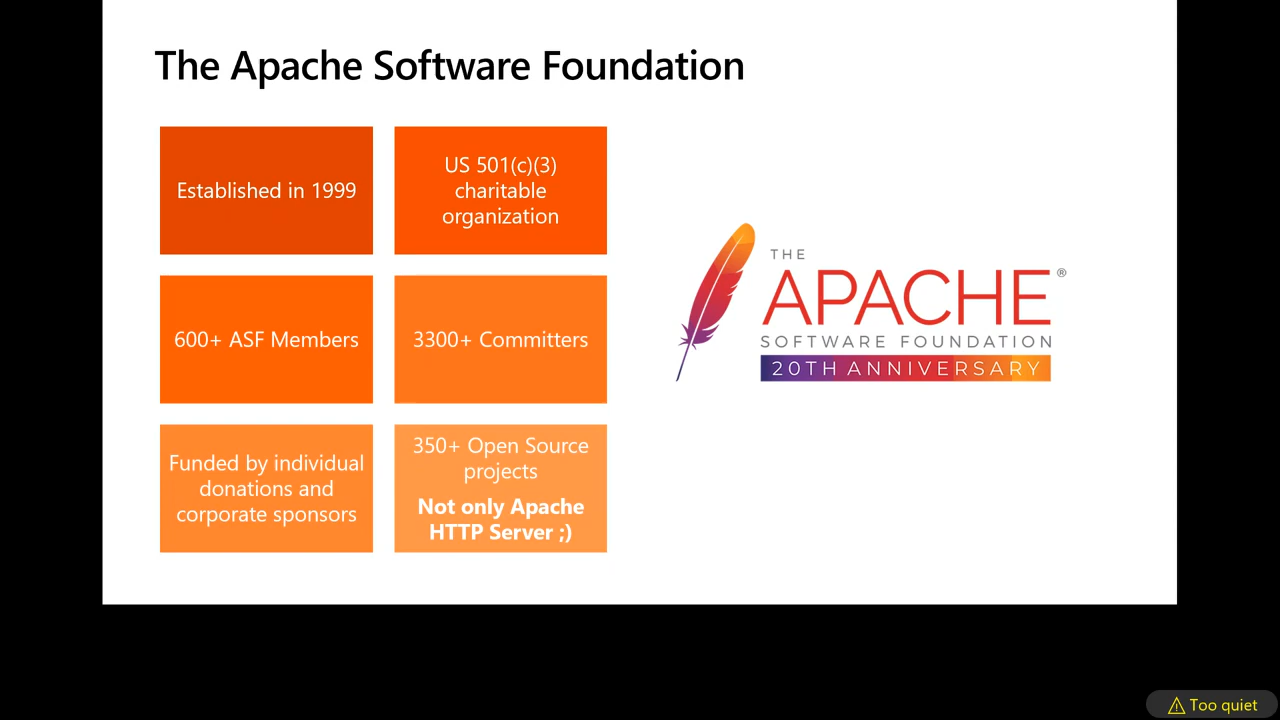 The Apache Software Foundation
Established in 1999
US 501(c)(3)
charitable
organization
600+ ASF Members
3300+ Committers
Funded by individual
donations and
corporate sponsors
350+ Open Source
projects
Not only Apache
HTTP Server ;)
THE
APACHE®
SOFTWARE FOUNDATION
20TH ANNIVERSARY
Too quiet